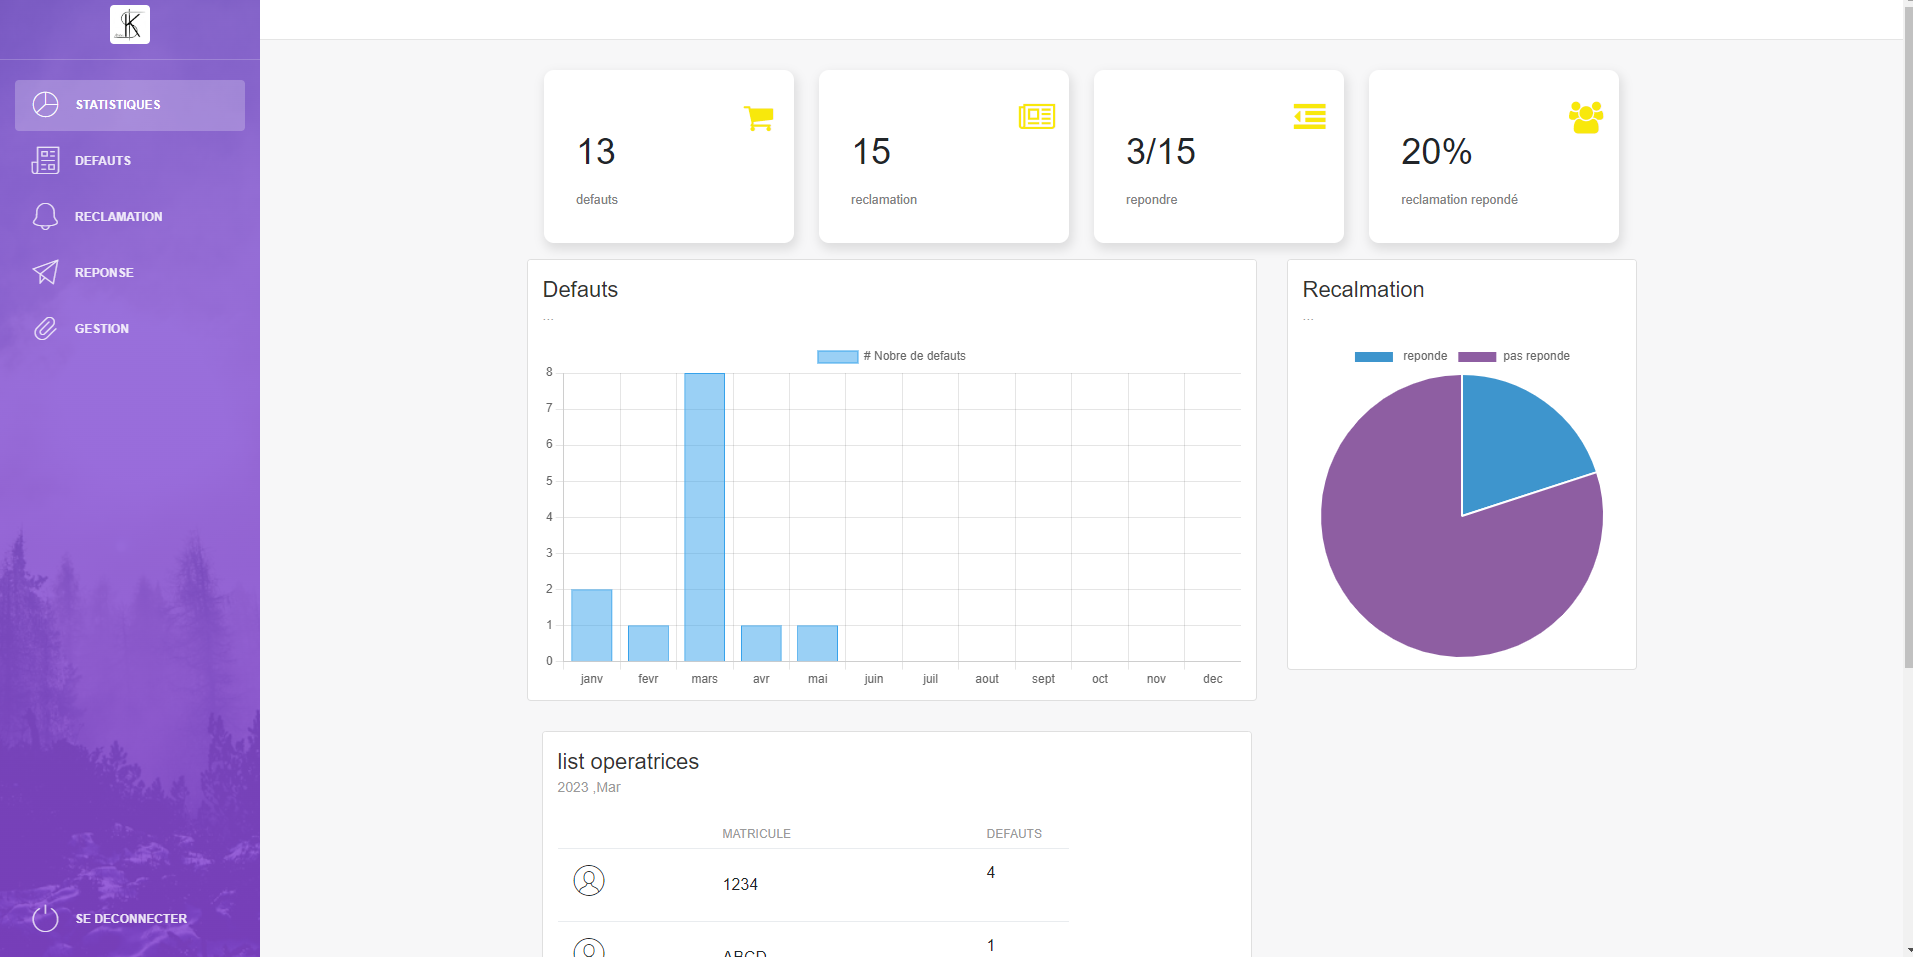 STATISTIQUES
DEFAUTS
RECLAMATION
REPONSE
GESTION
SE DECONNECTER
13
defauts
15
reclamation
3/15
repondre
20%
reclamation repondé
Defauts
...
# Nobre de defauts
8
7
6
5
4
3
2
1
0
janv fevr mars avr mai juin juil aout sept oct nov dec
Recalmation
...
reponde pas reponde
list operatrices
2023 ,Mar
MATRICULE DEFAUTS
1234 4
ABCD 1